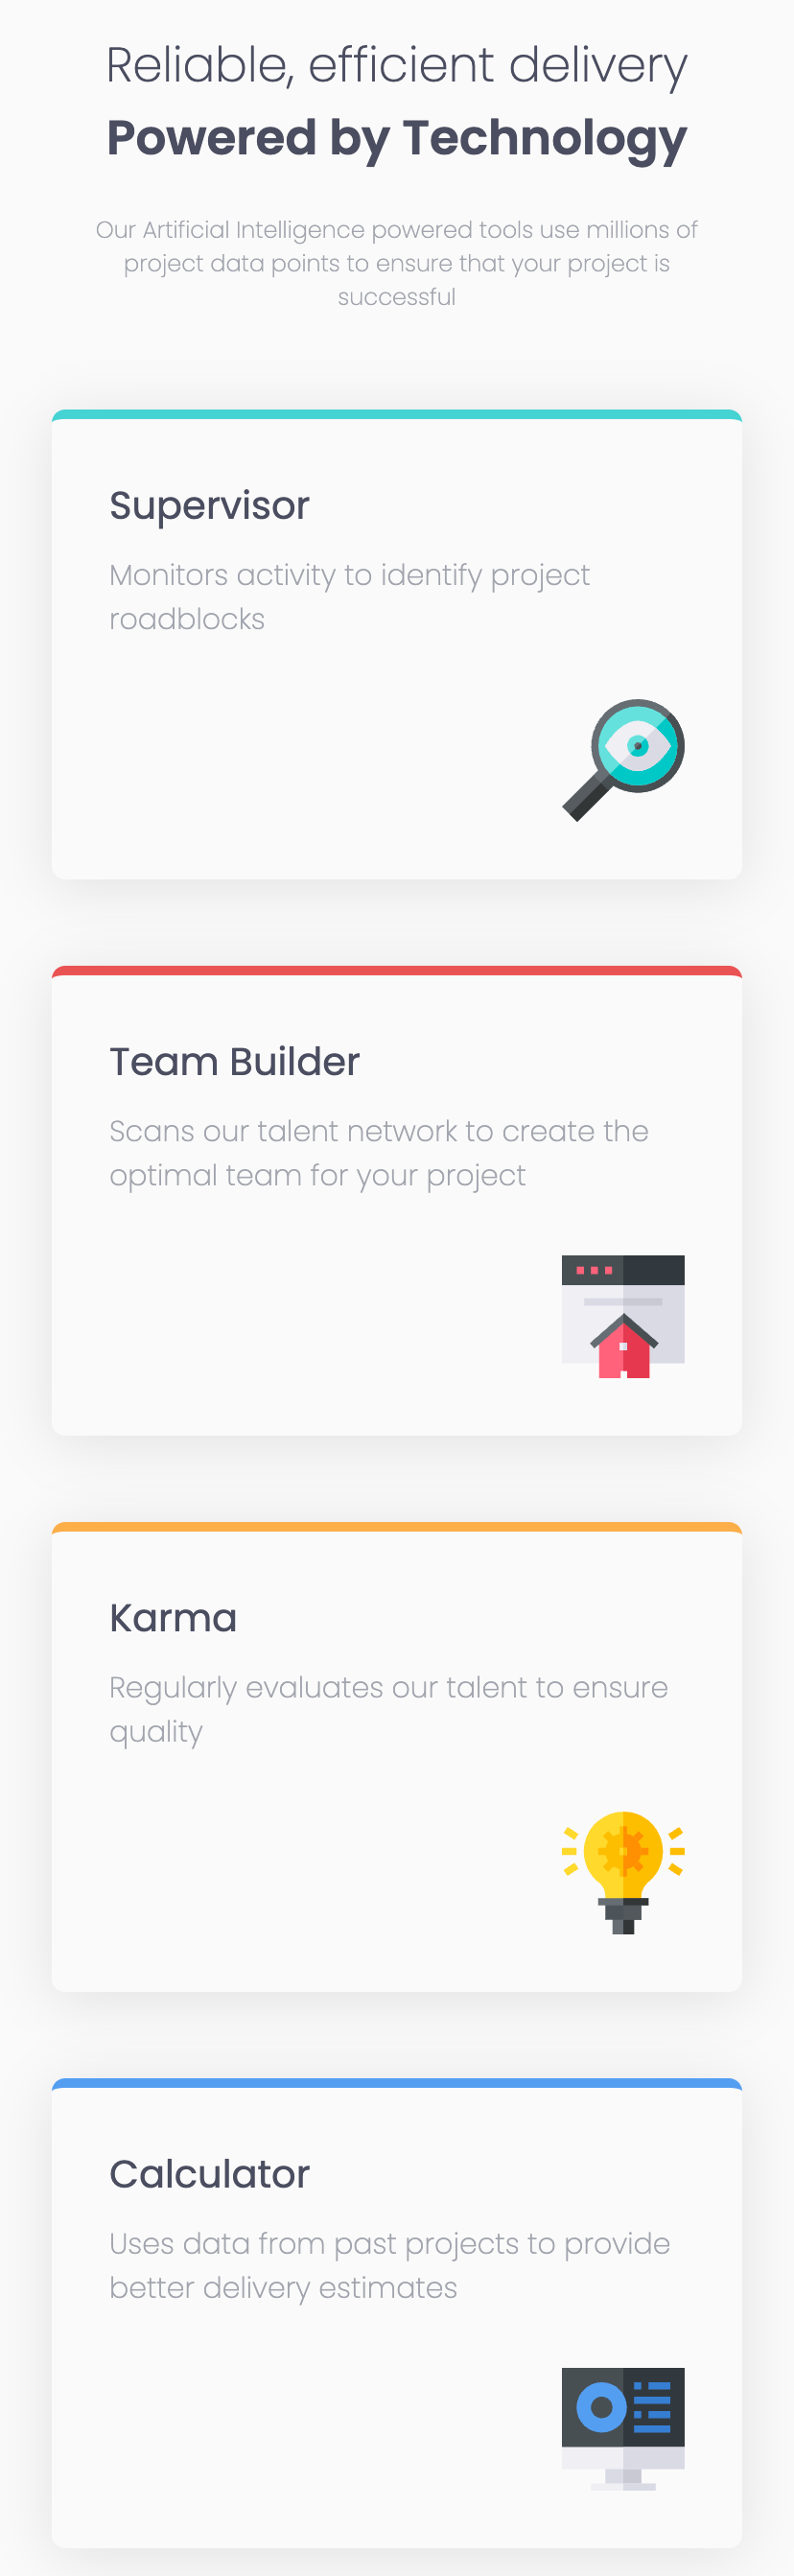 Reliable, efficient delivery
Powered by Technology
Our Artificial Intelligence powered tools use millions of
project data points to ensure that your project is
successful
Supervisor
Monitors activity to identify project
roadblocks
Team Builder
Scans our talent network to create the
optimal team for your project
Karma
Regularly evaluates our talent to ensure
quality
Calculator
Uses data from past projects to provide
better delivery estimates